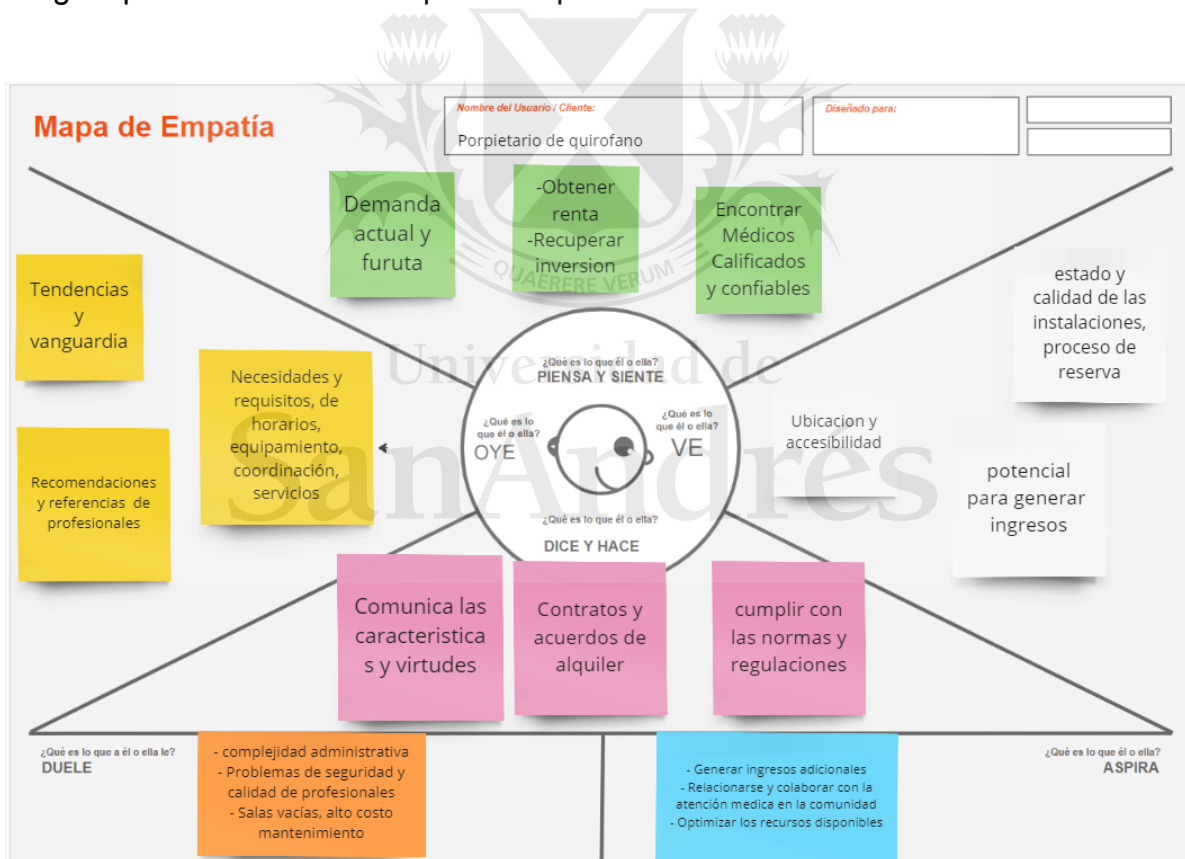 Mapa de Empatía
Nombre del Usuario / Cliente:
Porpietario de quirofano
Diseñado para:
Demanda
actual y
furuta
-Obtener
renta
-Recuperar
inversion
Encontrar
Médicos
Calificados
y confiables
QUAERERE VERUM
Tendencias
y
vanguardia
Necesidades y
requisitos, de
horarios,
equipamiento,
coordinación,
servicios
Recomendaciones
y referencias de
profesionales
¿Qué es lo que él o ella?
PIENSA Y SIENTE
¿Qué es lo
que él o ella?
OYE
¿Qué es lo
que él o ella?
VE
¿Qué es lo que él o ella?
DICE Y HACE
Universidad de
SanAndrés
estado y
calidad de las
instalaciones,
proceso de
reserva
Ubicacion y
accesibilidad
potencial
para generar
ingresos
Comunica las
caracteristica
s y virtudes
Contratos y
acuerdos de
alquiler
cumplir con
las normas y
regulaciones
¿Qué es lo que a él o ella le?
DUELE
- complejidad administrativa
- Problemas de seguridad y
calidad de profesionales
- Salas vacías, alto costo
mantenimiento
- Generar ingresos adicionales
- Relacionarse y colaborar con la
atención medica en la comunidad
- Optimizar los recursos disponibles
¿Qué es lo que él o ella?
ASPIRA